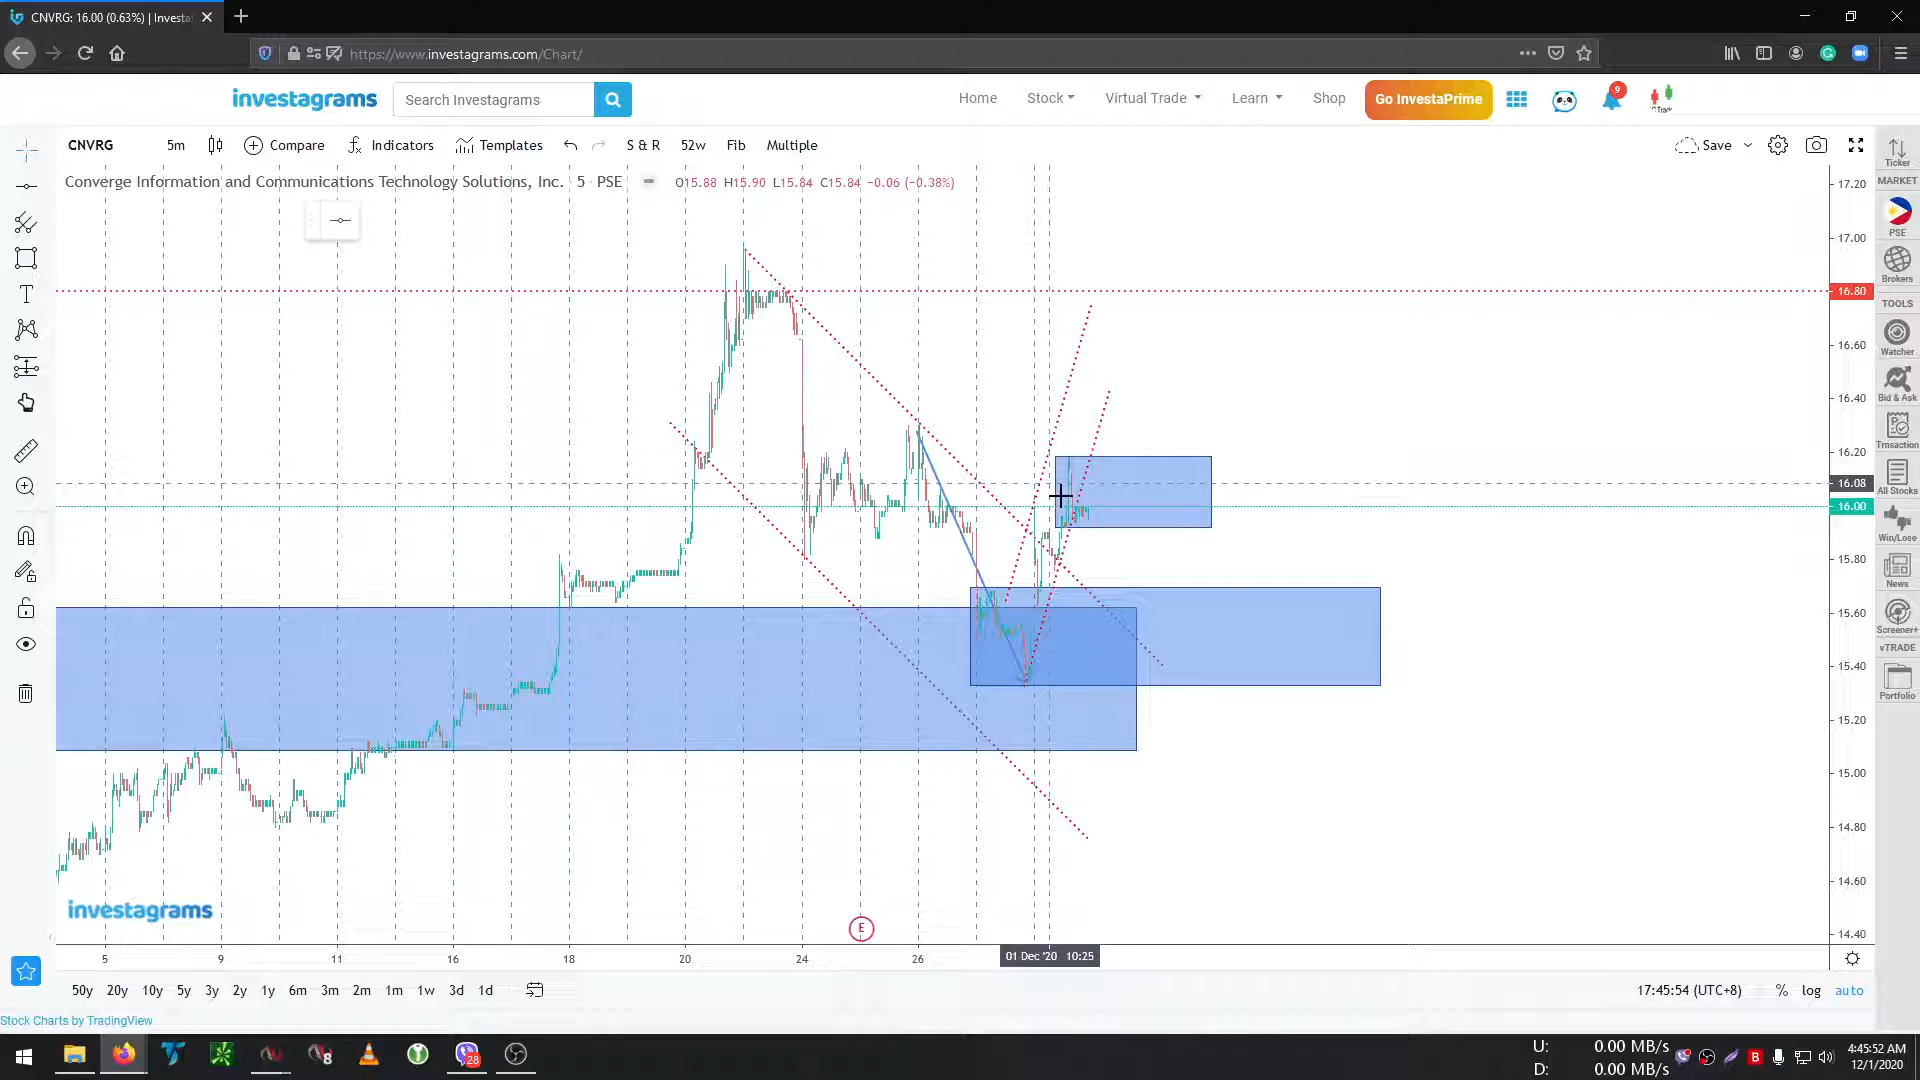 CNVRG: 16.00 (0.63%) | Investa
https://www.investagrams.com/Chart/
investagrams
Search Investagrams
Home
Stock
Virtual Trade
Learn
Shop
Go InvestaPrime
9
Trade
CNVRG
5m
Compare
Indicators
Templates
S & R
52w
Fib
Multiple
Save
Converge Information and Communications Technology Solutions, Inc. · 5 · PSE
O15.88 H15.90 L15.84 C15.84 −0.06 (−0.38%)
T
17.20
17.00
16.80
16.60
16.40
16.20
16.08
16.00
15.80
15.60
15.40
15.20
15.00
14.80
14.60
14.40
Ticker
MARKET
PSE
Brokers
TOOLS
Watcher
Bid & Ask
Trnsaction
All Stocks
Win/Lose
News
Screener+
vTRADE
Portfolio
investagrams
E
5 9 11 16 18 20 24 26
01 Dec '20 10:25
50y 20y 10y 5y 3y 2y 1y 6m 3m 2m 1m 1w 3d 1d
17:45:54 (UTC+8)
% log auto
Stock Charts by TradingView
8
28
U: 0.00 MB/s
D: 0.00 MB/s
B
4:45:52 AM
12/1/2020